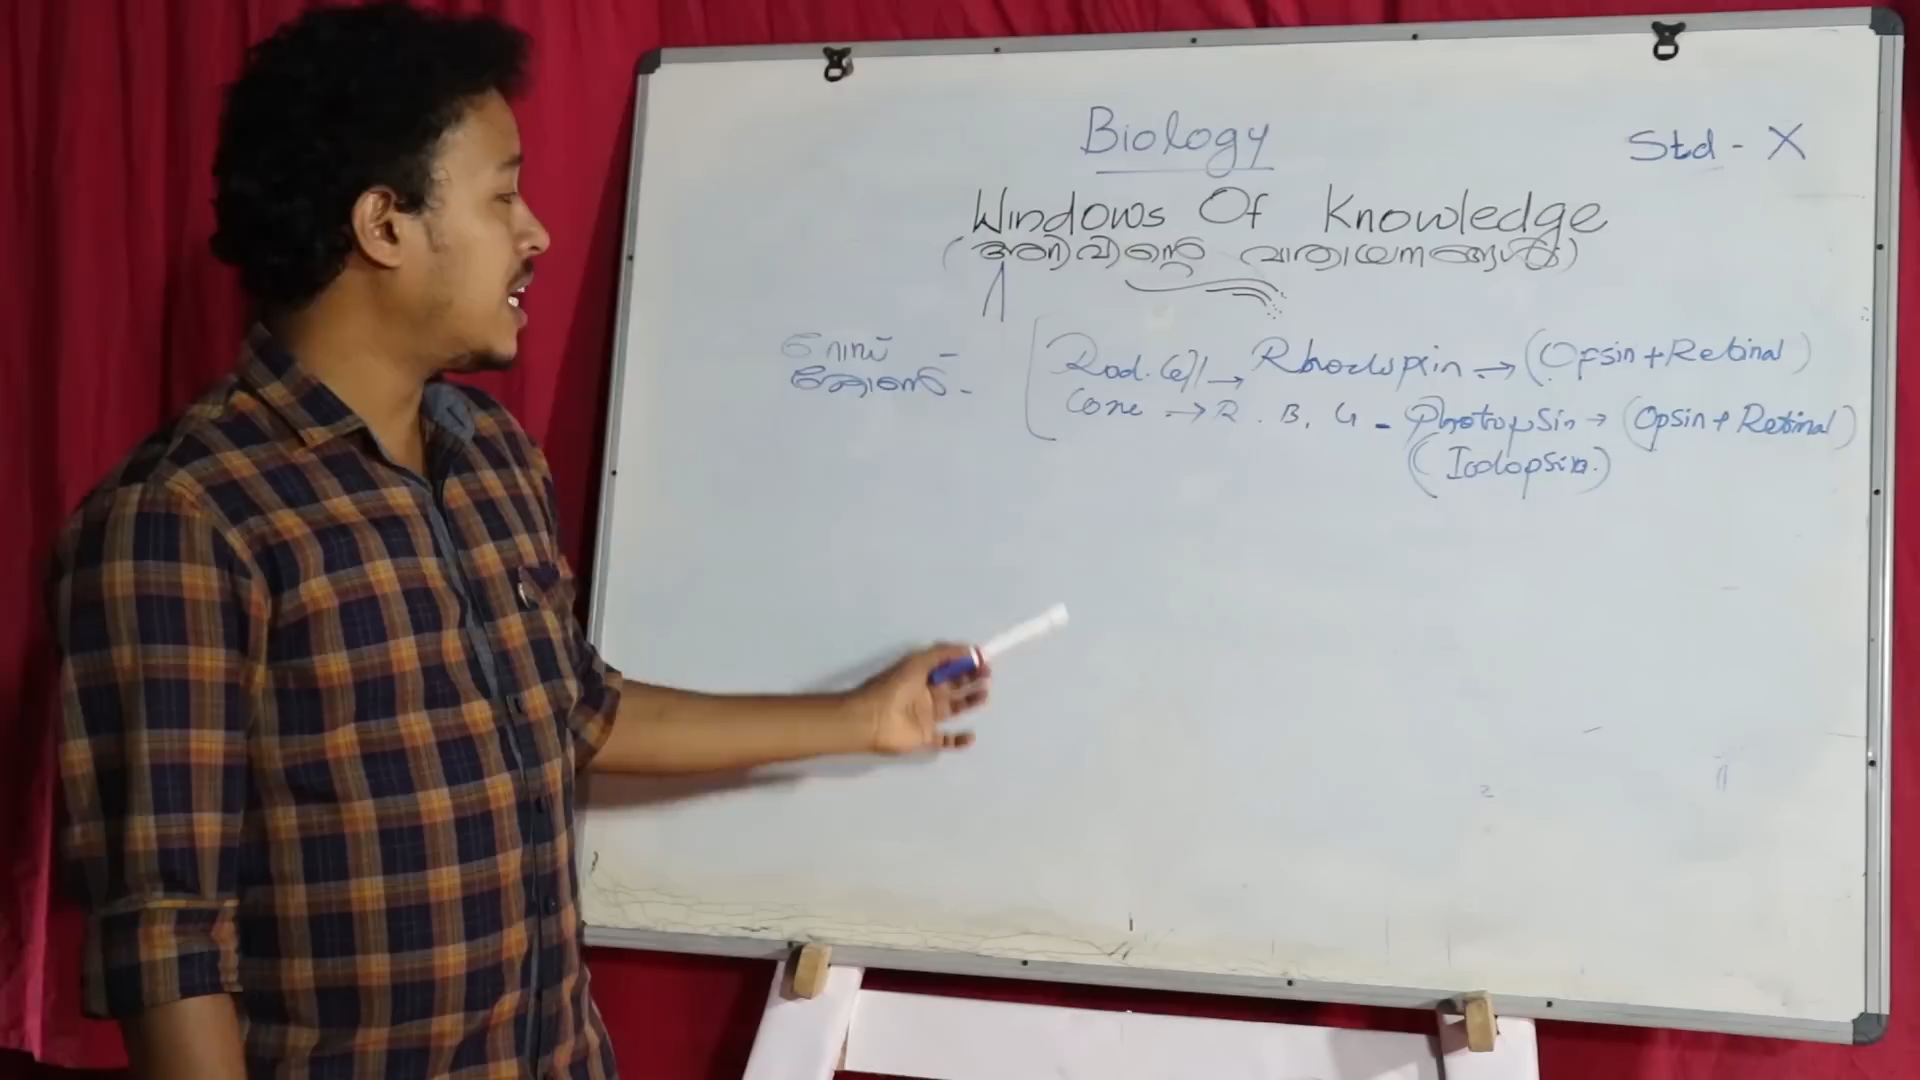 Biology
Std - X
Windows Of Knowledge
(അറിവിന്റെ വാതായനങ്ങൾ)
റോഡ് -
കോൺ -
Rod Cell → Rhodopsin → (Opsin + Retinal)
Cone → R. B, G - Photopsin → (Opsin + Retinal)
(Iodopsin.)